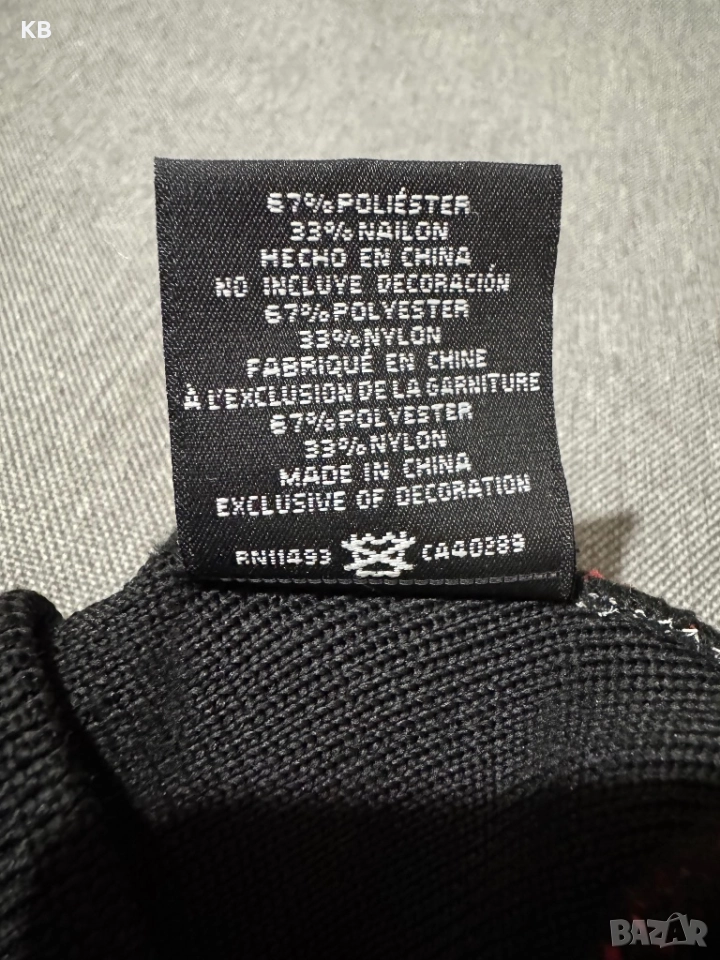 KB
67%POLIÉSTER
33%NAILON
HECHO EN CHINA
NO INCLUYE DECORACIÓN
67%POLYESTER
33%NYLON
FABRIQUÉ EN CHINE
À L'EXCLUSION DE LA GARNITURE
67%POLYESTER
33%NYLON
MADE IN CHINA
EXCLUSIVE OF DECORATION
RN11493 CA40289
BAZAR